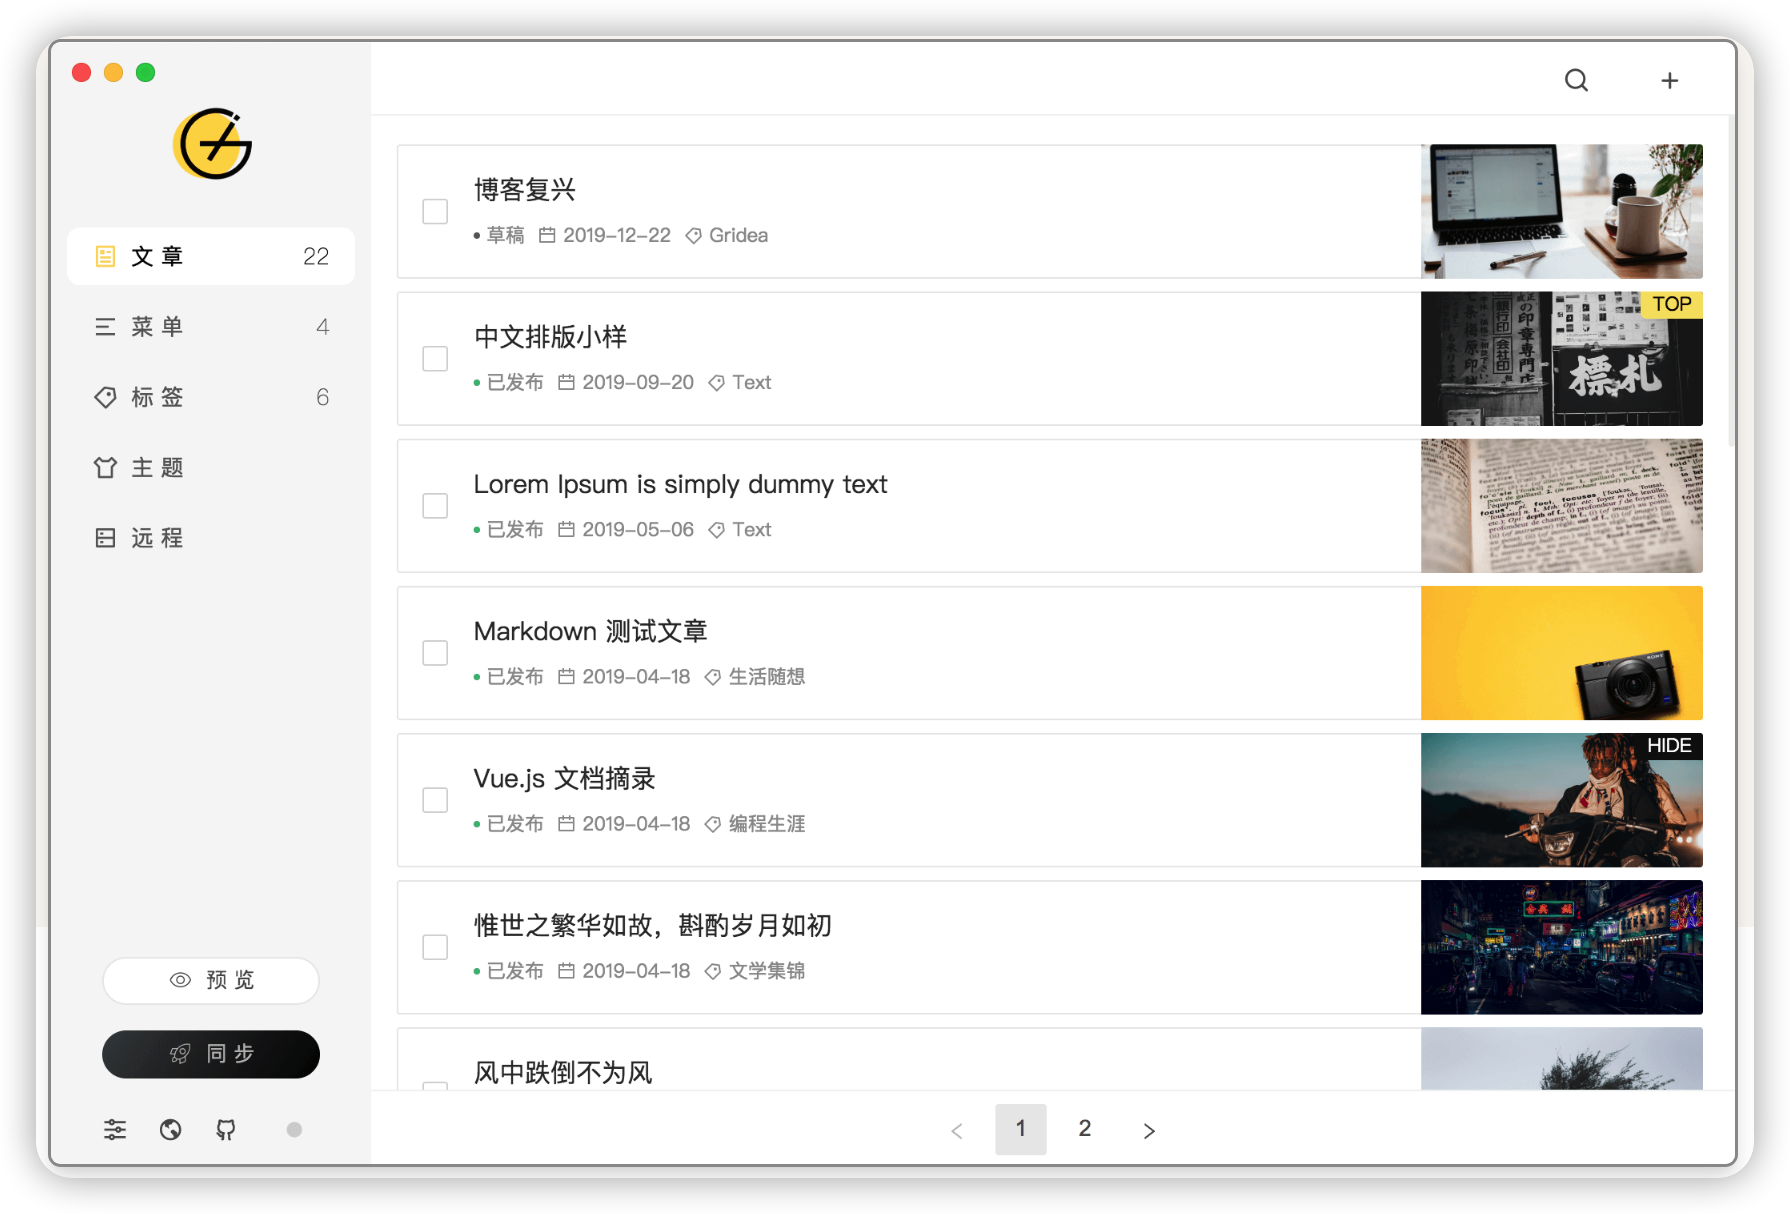 文章 22
菜单 4
标签 6
主题
远程
预览
同步
博客复兴
草稿 2019-12-22 Gridea
中文排版小样
已发布 2019-09-20 Text
TOP
標札
Lorem Ipsum is simply dummy text
已发布 2019-05-06 Text
Markdown 测试文章
已发布 2019-04-18 生活随想
SONY
Vue.js 文档摘录
已发布 2019-04-18 编程生涯
HIDE
惟世之繁华如故，斟酌岁月如初
已发布 2019-04-18 文学集锦
风中跌倒不为风
1 2